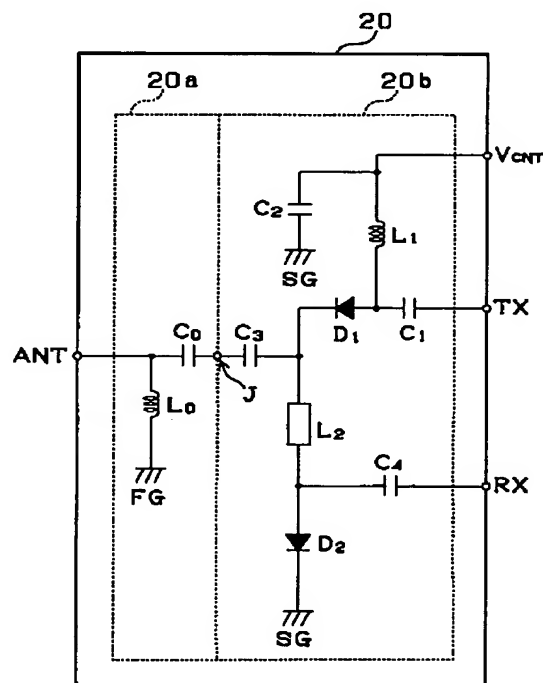 20
20a
20b
VCNT
C2
L1
SG
TX
D1
C1
C0
C3
ANT
J
L0
L2
FG
C4
RX
D2
SG